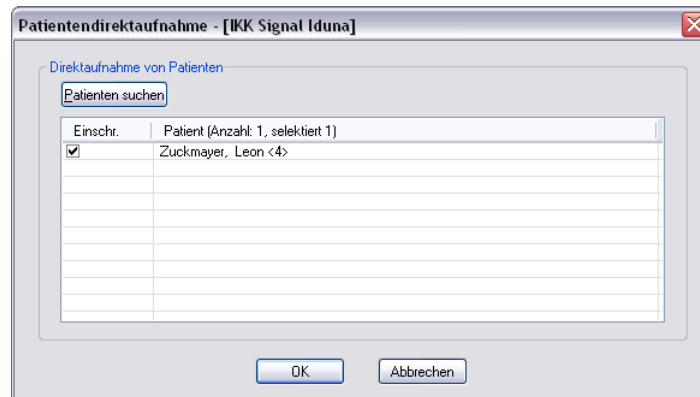 Patientendirektaufnahme - [IKK Signal Iduna]
Direktaufnahme von Patienten
Patienten suchen
Einschr. Patient (Anzahl: 1, selektiert 1)
Zuckmayer, Leon <4>
OK Abbrechen